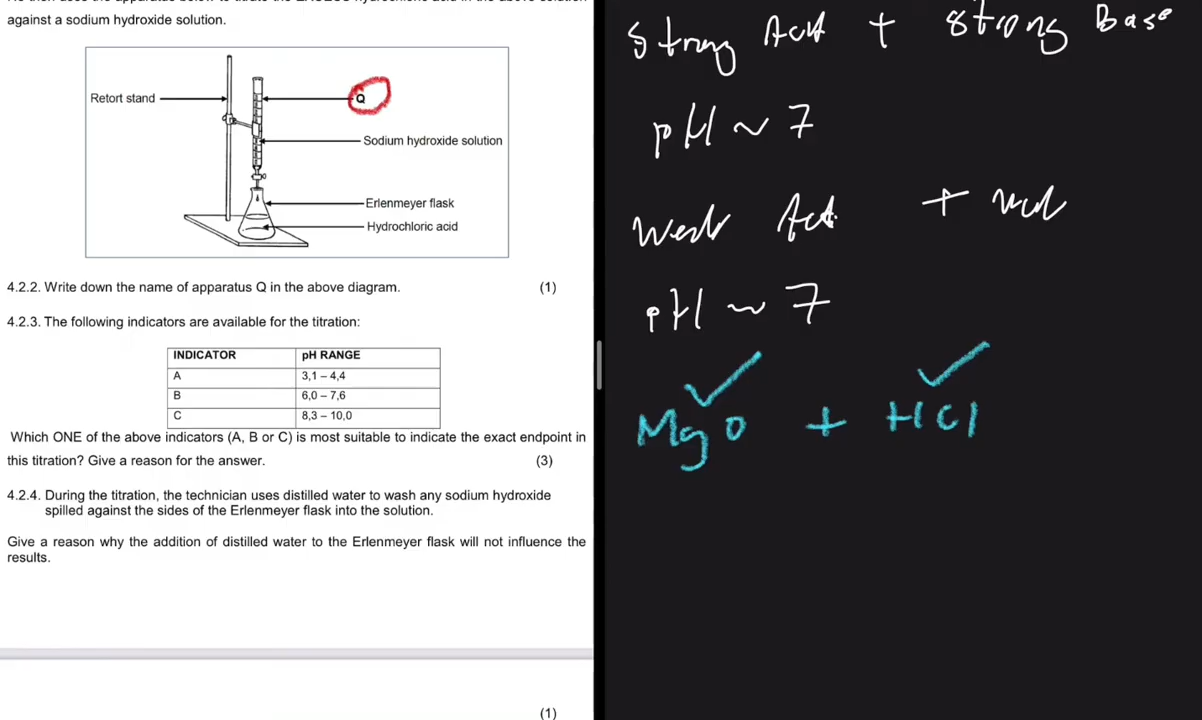 against a sodium hydroxide solution.
Retort stand
Q
Sodium hydroxide solution
Erlenmeyer flask
Hydrochloric acid
4.2.2. Write down the name of apparatus Q in the above diagram. (1)
4.2.3. The following indicators are available for the titration:
INDICATOR pH RANGE
A 3,1 – 4,4
B 6,0 – 7,6
C 8,3 – 10,0
Which ONE of the above indicators (A, B or C) is most suitable to indicate the exact endpoint in
this titration? Give a reason for the answer. (3)
4.2.4. During the titration, the technician uses distilled water to wash any sodium hydroxide
spilled against the sides of the Erlenmeyer flask into the solution.
Give a reason why the addition of distilled water to the Erlenmeyer flask will not influence the
results.
(1)
Strong Acid + strong Base
pH ~ 7
Weak Acid +
pH ~ 7
MgO + HCl